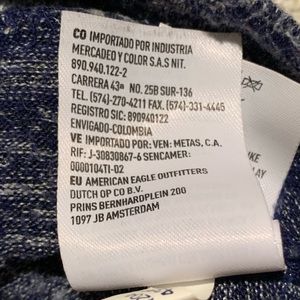 CO IMPORTADO POR INDUSTRIA
MERCADEO Y COLOR S.A.S NIT.
890.940.122-2
CARRERA 43ª NO. 25B SUR-136
TEL. (574)-270-4211 FAX. (574)-331-4445
REGISTRO SIC: 890940122
ENVIGADO-COLOMBIA
VE IMPORTADO POR: VEN: METAS, C.A.
RIF: J-30830867-6 SENCAMER:
0000104TI-02
EU AMERICAN EAGLE OUTFITTERS
DUTCH OP CO B.V.
PRINS BERNHARDPLEIN 200
1097 JB AMSTERDAM
IKE
LAY